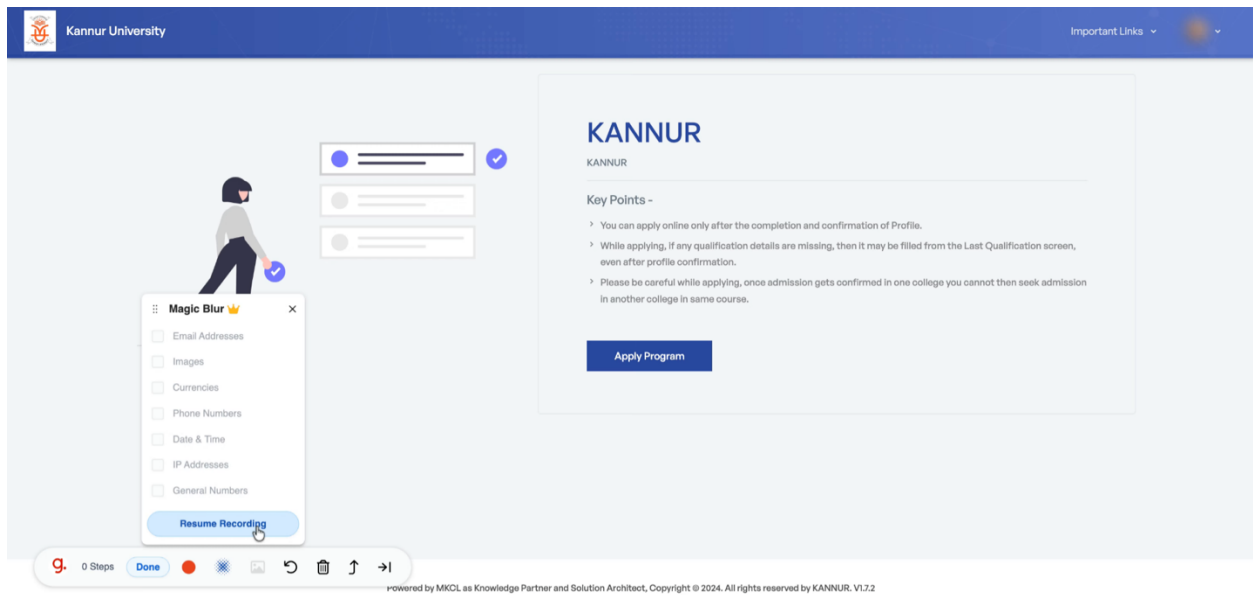 Kannur University
Important Links
KANNUR
KANNUR
Key Points -
You can apply online only after the completion and confirmation of Profile.
While applying, if any qualification details are missing, then it may be filled from the Last Qualification screen,
even after profile confirmation.
Please be careful while applying, once admission gets confirmed in one college you cannot then seek admission
in another college in same course.
Apply Program
Magic Blur
Email Addresses
Images
Currencies
Phone Numbers
Date & Time
IP Addresses
General Numbers
Resume Recording
g. 0 Steps Done
Powered by MKCL as Knowledge Partner and Solution Architect, Copyright © 2024. All rights reserved by KANNUR. V1.7.2